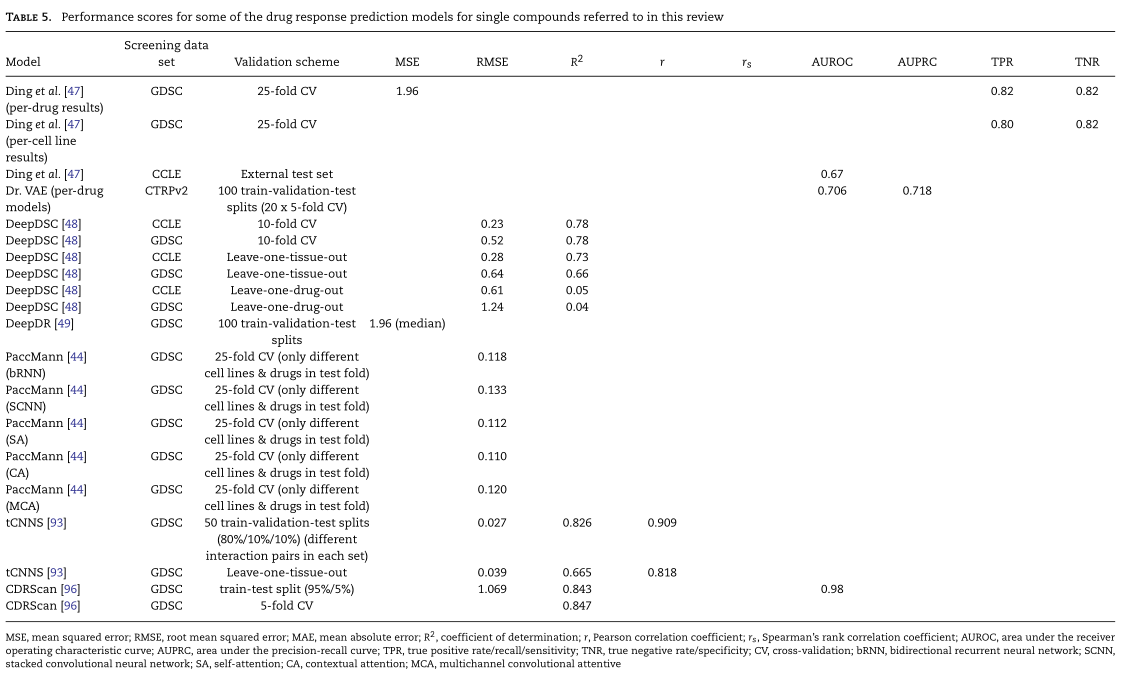 TABLE 5. Performance scores for some of the drug response prediction models for single compounds referred to in this review
Screening data
Model set Validation scheme MSE RMSE R² r rₛ AUROC AUPRC TPR TNR
Ding et al. [47] GDSC 25-fold CV 1.96 0.82 0.82
(per-drug results)
Ding et al. [47] GDSC 25-fold CV 0.80 0.82
(per-cell line
results)
Ding et al. [47] CCLE External test set 0.67
Dr. VAE (per-drug CTRPv2 100 train-validation-test 0.706 0.718
models) splits (20 x 5-fold CV)
DeepDSC [48] CCLE 10-fold CV 0.23 0.78
DeepDSC [48] GDSC 10-fold CV 0.52 0.78
DeepDSC [48] CCLE Leave-one-tissue-out 0.28 0.73
DeepDSC [48] GDSC Leave-one-tissue-out 0.64 0.66
DeepDSC [48] CCLE Leave-one-drug-out 0.61 0.05
DeepDSC [48] GDSC Leave-one-drug-out 1.24 0.04
DeepDR [49] GDSC 100 train-validation-test 1.96 (median)
splits
PaccMann [44] GDSC 25-fold CV (only different 0.118
(bRNN) cell lines & drugs in test fold)
PaccMann [44] GDSC 25-fold CV (only different 0.133
(SCNN) cell lines & drugs in test fold)
PaccMann [44] GDSC 25-fold CV (only different 0.112
(SA) cell lines & drugs in test fold)
PaccMann [44] GDSC 25-fold CV (only different 0.110
(CA) cell lines & drugs in test fold)
PaccMann [44] GDSC 25-fold CV (only different 0.120
(MCA) cell lines & drugs in test fold)
tCNNS [93] GDSC 50 train-validation-test splits 0.027 0.826 0.909
(80%/10%/10%) (different
interaction pairs in each set)
tCNNS [93] GDSC Leave-one-tissue-out 0.039 0.665 0.818
CDRScan [96] GDSC train-test split (95%/5%) 1.069 0.843 0.98
CDRScan [96] GDSC 5-fold CV 0.847
MSE, mean squared error; RMSE, root mean squared error; MAE, mean absolute error; R², coefficient of determination; r, Pearson correlation coefficient; rₛ, Spearman's rank correlation coefficient; AUROC, area under the receiver
operating characteristic curve; AUPRC, area under the precision-recall curve; TPR, true positive rate/recall/sensitivity; TNR, true negative rate/specificity; CV, cross-validation; bRNN, bidirectional recurrent neural network; SCNN,
stacked convolutional neural network; SA, self-attention; CA, contextual attention; MCA, multichannel convolutional attentive